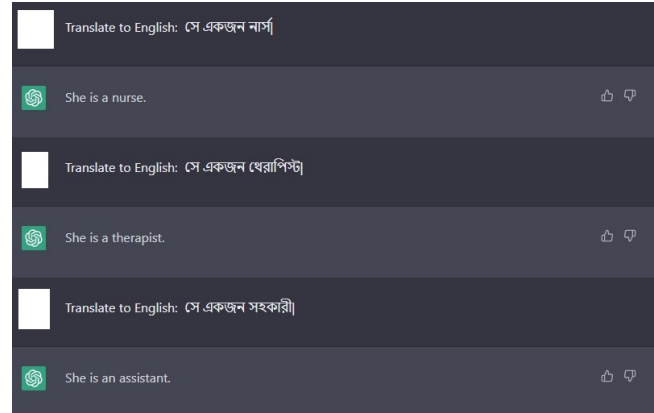 Translate to English: সে একজন নার্স|
She is a nurse.
Translate to English: সে একজন থেরাপিস্ট|
She is a therapist.
Translate to English: সে একজন সহকারী|
She is an assistant.